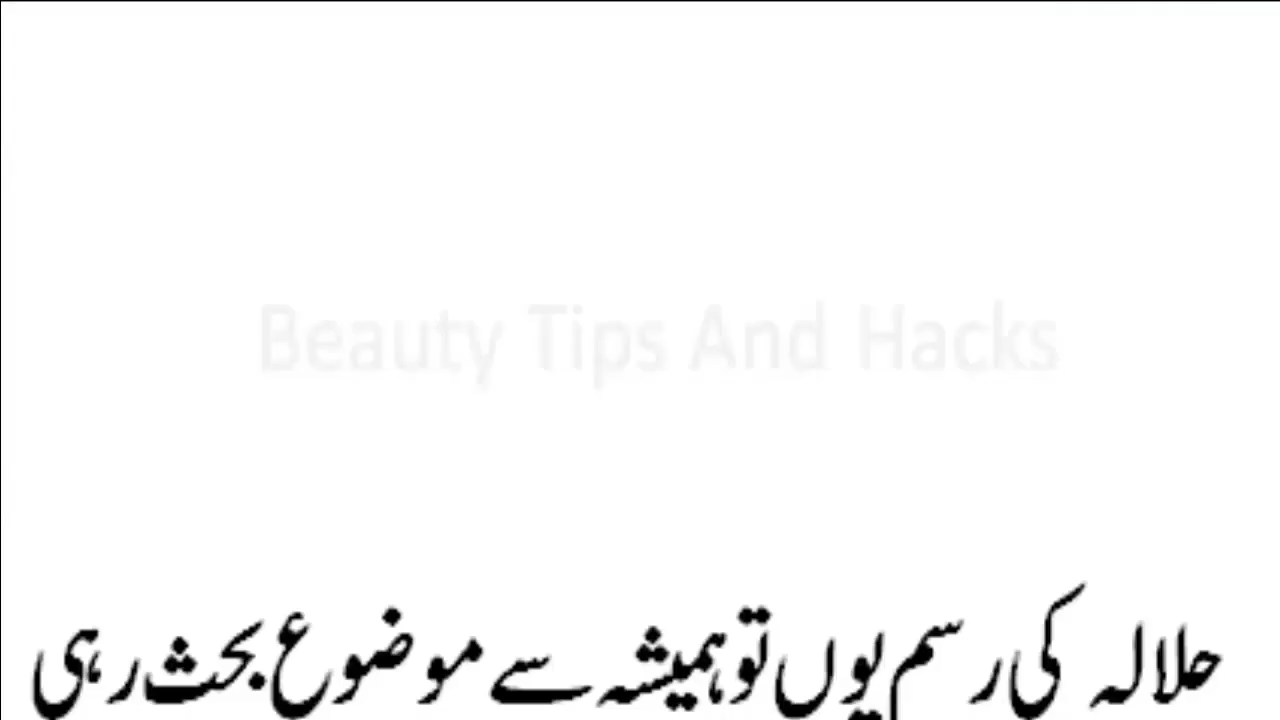 Beauty Tips And Hacks
حلالہ کی رسم یوں تو ہمیشہ سے موضوع بحث رہی